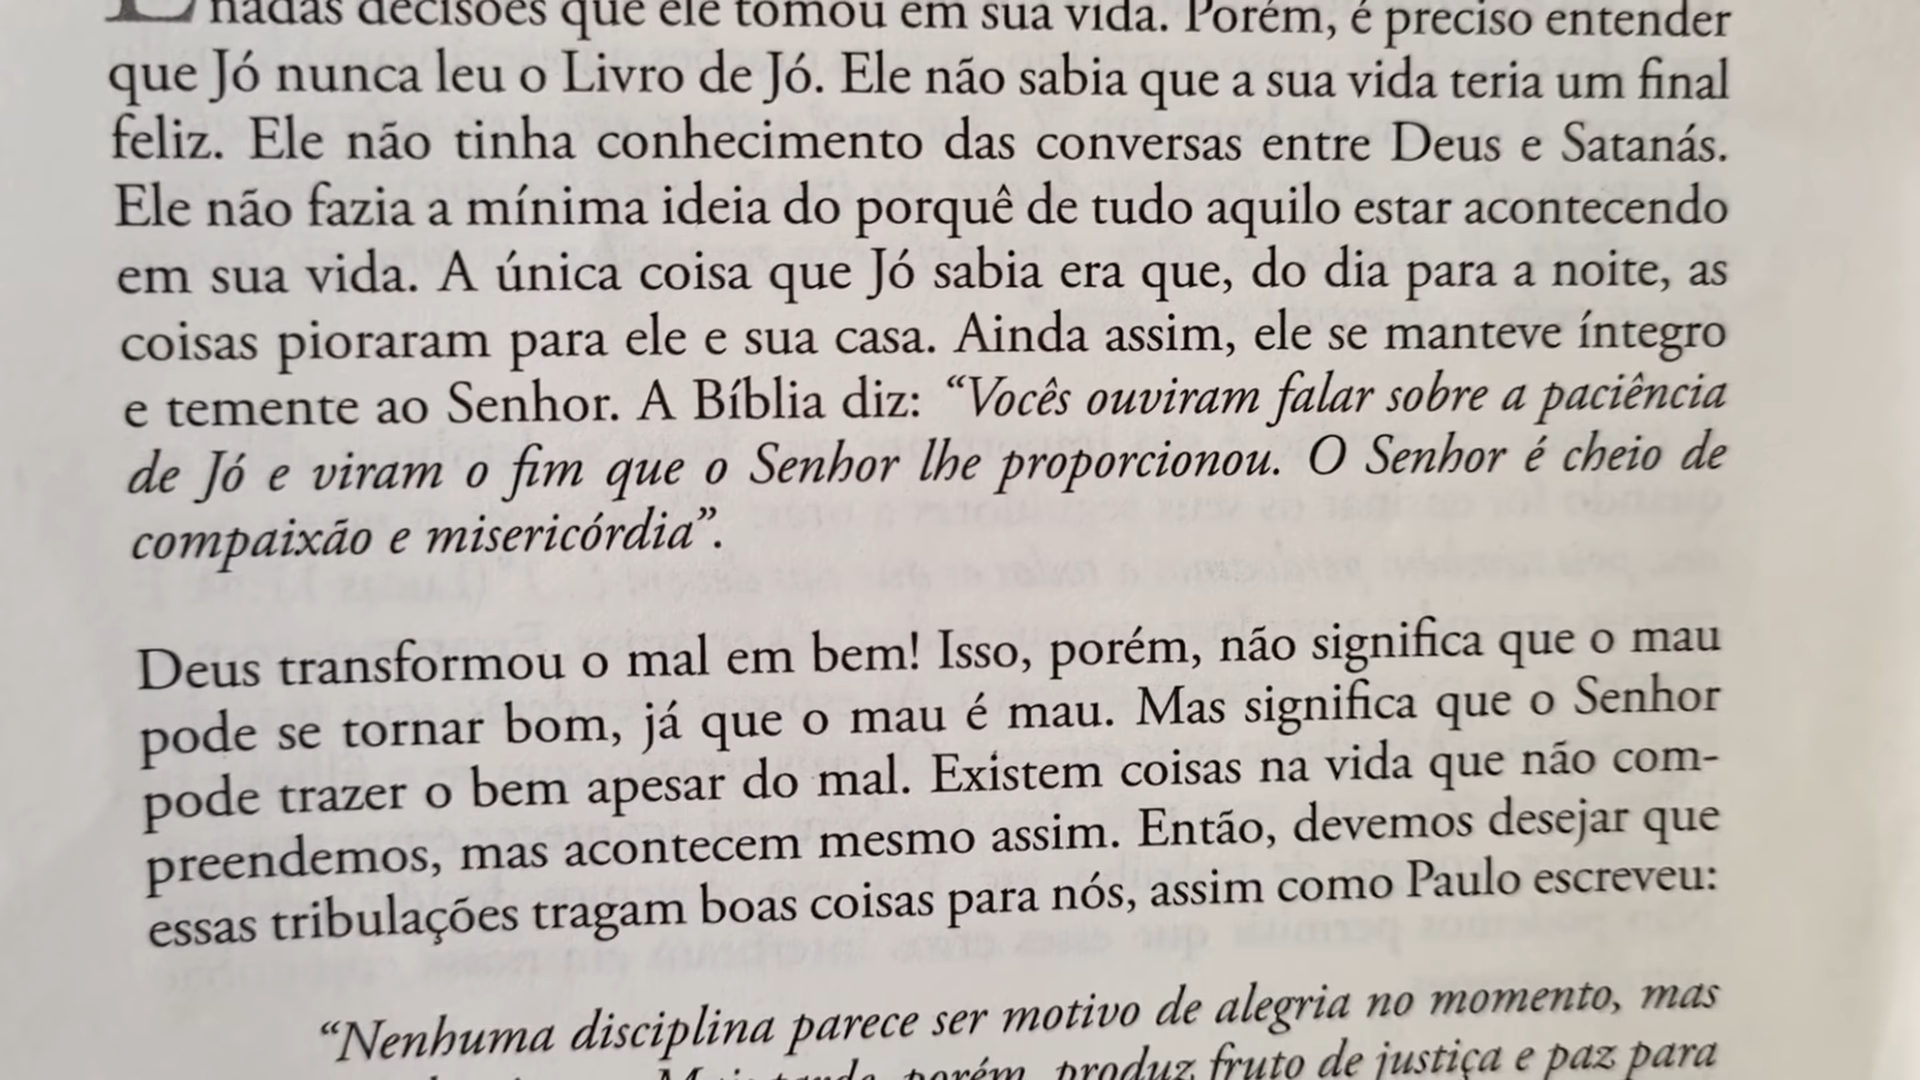 nadas decisões que ele tomou em sua vida. Porém, é preciso entender
que Jó nunca leu o Livro de Jó. Ele não sabia que a sua vida teria um final
feliz. Ele não tinha conhecimento das conversas entre Deus e Satanás.
Ele não fazia a mínima ideia do porquê de tudo aquilo estar acontecendo
em sua vida. A única coisa que Jó sabia era que, do dia para a noite, as
coisas pioraram para ele e sua casa. Ainda assim, ele se manteve íntegro
e temente ao Senhor. A Bíblia diz: “Vocês ouviram falar sobre a paciência
de Jó e viram o fim que o Senhor lhe proporcionou. O Senhor é cheio de
compaixão e misericórdia”.
Deus transformou o mal em bem! Isso, porém, não significa que o mau
pode se tornar bom, já que o mau é mau. Mas significa que o Senhor
pode trazer o bem apesar do mal. Existem coisas na vida que não com-
preendemos, mas acontecem mesmo assim. Então, devemos desejar que
essas tribulações tragam boas coisas para nós, assim como Paulo escreveu:
“Nenhuma disciplina parece ser motivo de alegria no momento, mas
porém, produz fruto de justiça e paz para